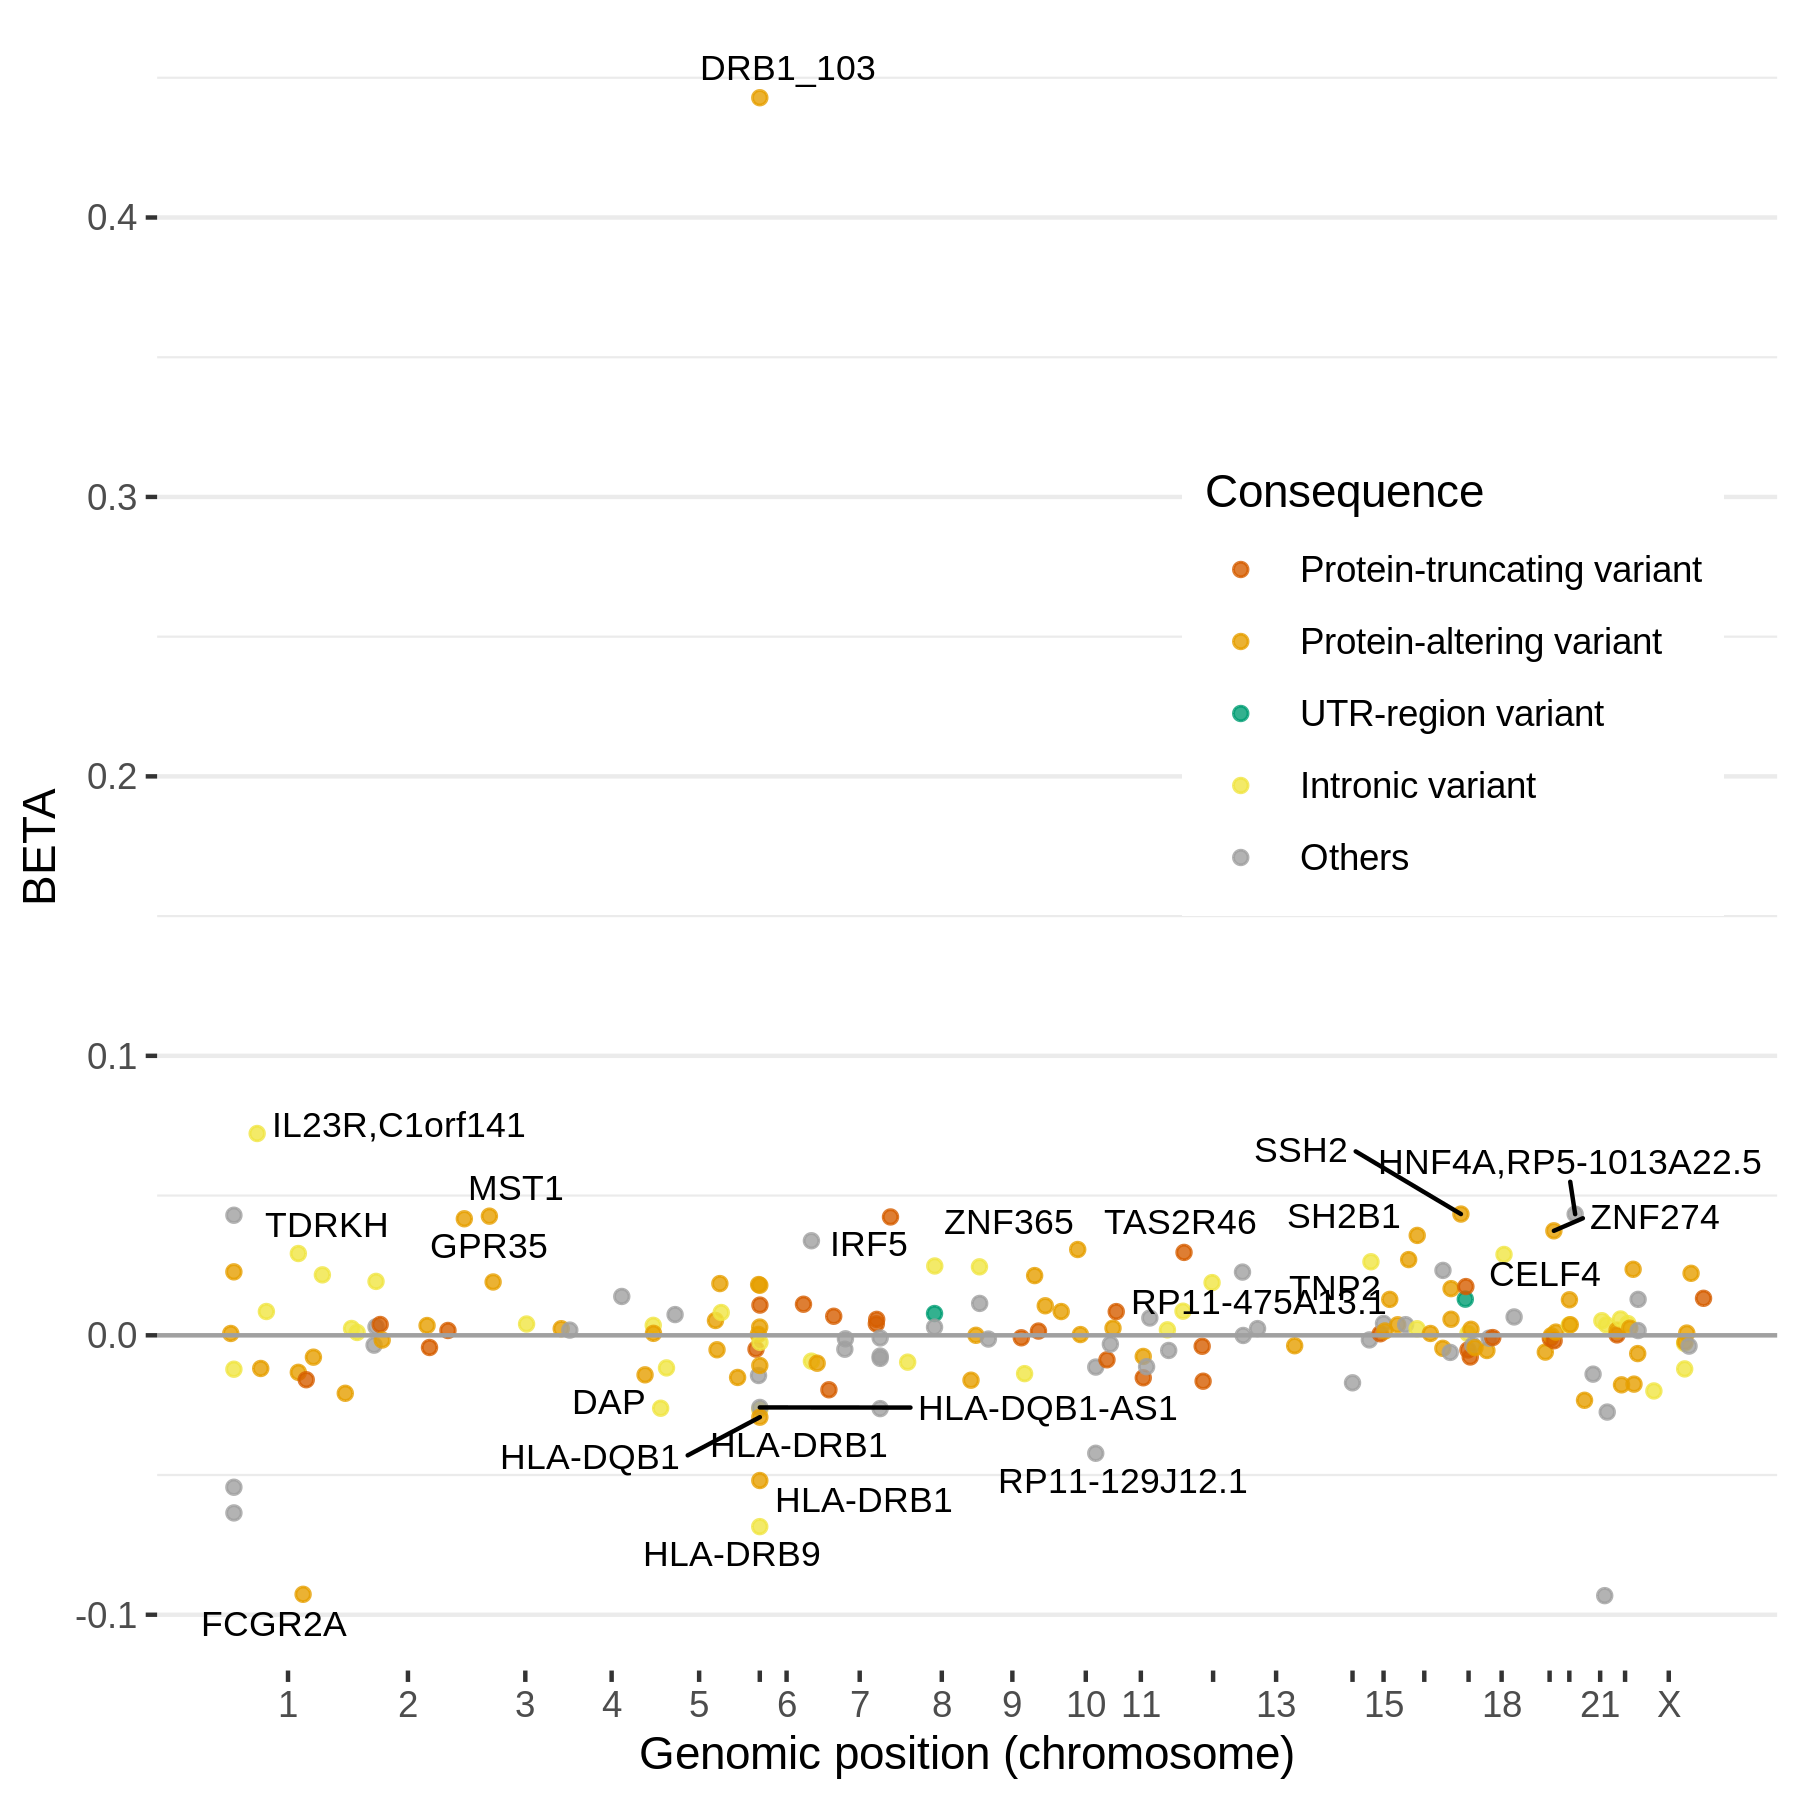 DRB1_103
0.4
0.3
Consequence
Protein-truncating variant
Protein-altering variant
UTR-region variant
Intronic variant
Others
0.2
BETA
0.1
IL23R,C1orf141
SSH2
HNF4A,RP5-1013A22.5
MST1
TDRKH
GPR35
IRF5
ZNF365
TAS2R46
SH2B1
ZNF274
TNP2
CELF4
RP11-475A13.1
0.0
DAP
HLA-DQB1-AS1
HLA-DQB1
HLA-DRB1
RP11-129J12.1
HLA-DRB1
HLA-DRB9
-0.1
FCGR2A
1 2 3 4 5 6 7 8 9 10 11 13 15 18 21 X
Genomic position (chromosome)